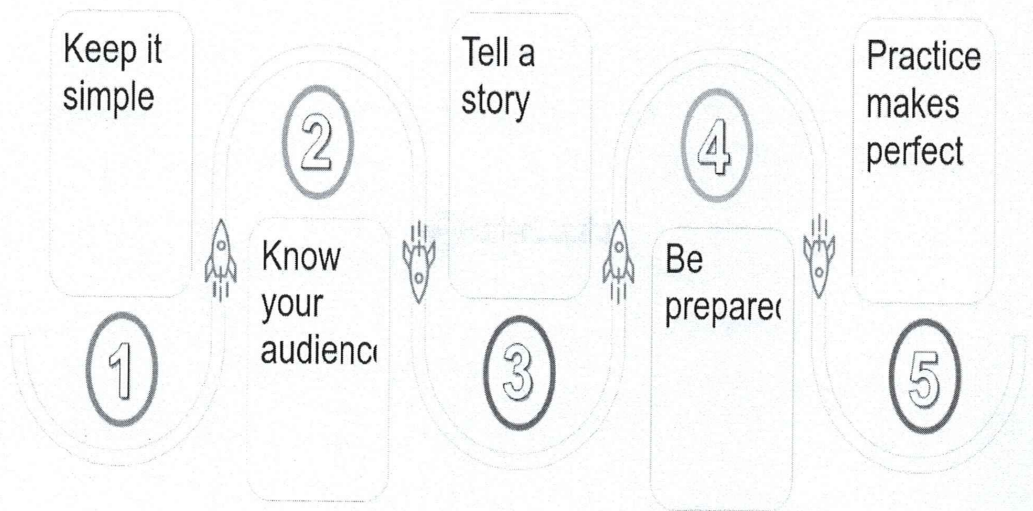 Keep it
simple
1
2
Know
your
audienc
Tell a
story
3
4
Be
prepare
Practice
makes
perfect
5